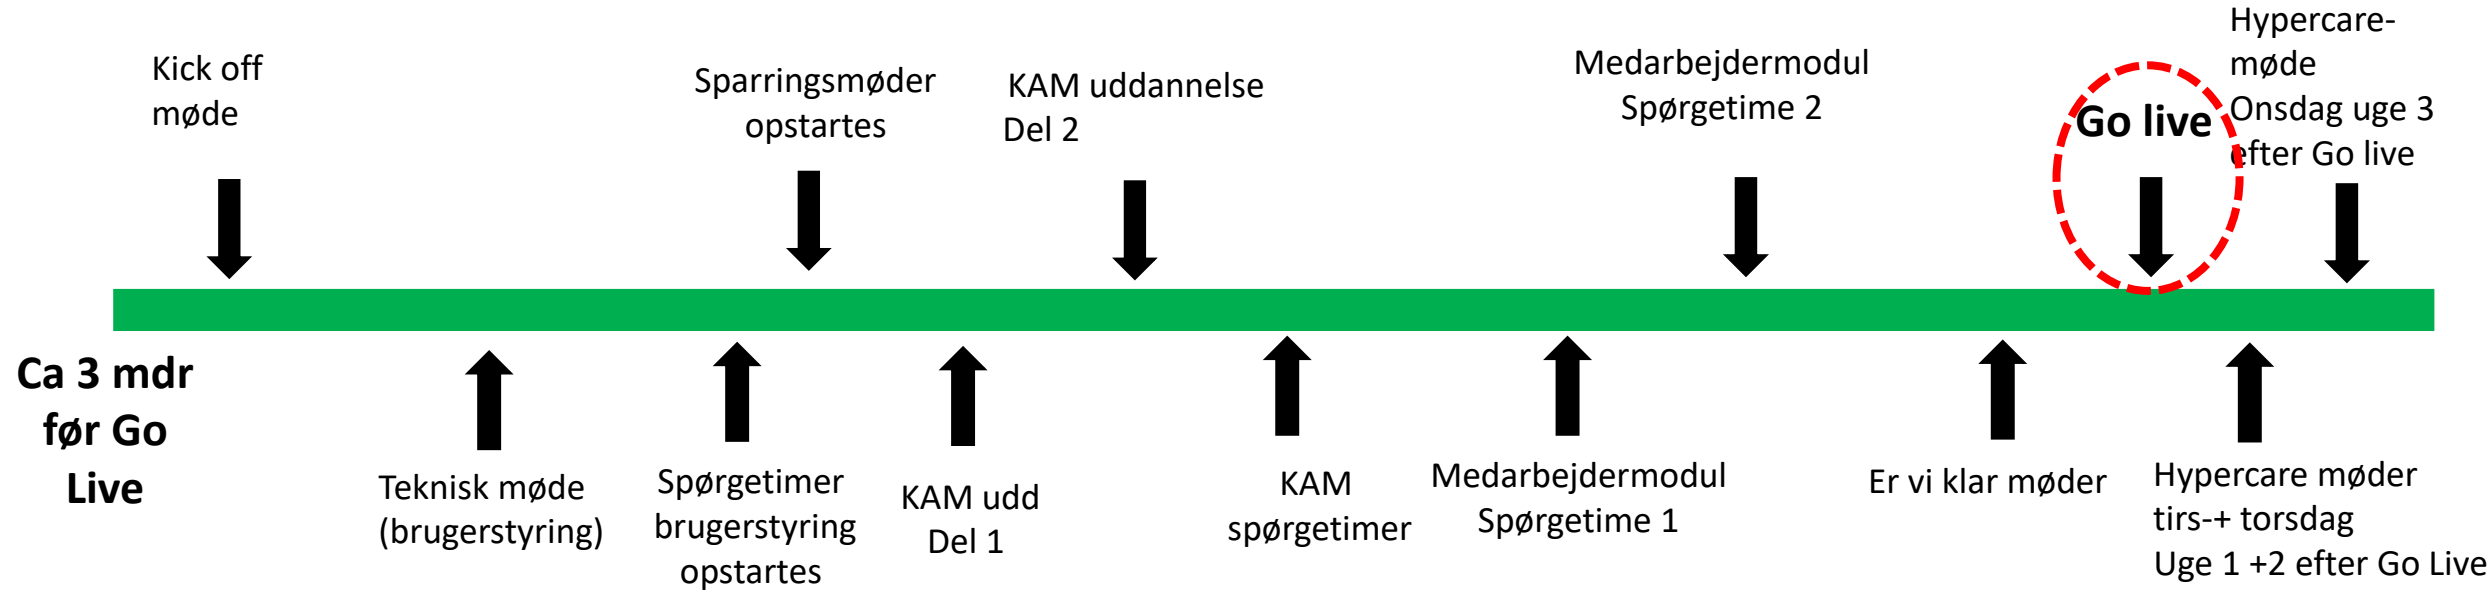 Kick off
møde
Sparringsmøder
opstartes
KAM uddannelse
Del 2
Medarbejdermodul
Spørgetime 2
Go live
Hypercare-
møde
Onsdag uge 3
efter Go live
Ca 3 mdr
før Go
Live
Teknisk møde
(brugerstyring)
Spørgetimer
brugerstyring
opstartes
KAM udd
Del 1
KAM
spørgetimer
Medarbejdermodul
Spørgetime 1
Er vi klar møder
Hypercare møder
tirs-+ torsdag
Uge 1 +2 efter Go Live